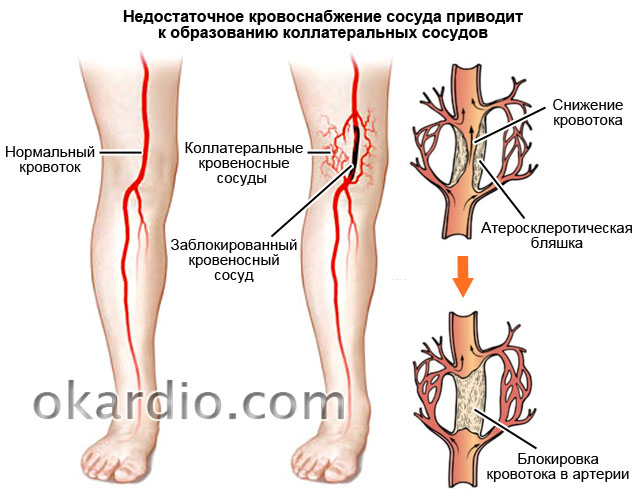 Недостаточное кровоснабжение сосуда приводит
к образованию коллатеральных сосудов
Нормальный
кровоток
Коллатеральные
кровеносные
сосуды
Заблокированный
кровеносный
сосуд
Снижение
кровотока
Атеросклеротическая
бляшка
Блокировка
кровотока в артерии
okardio.com